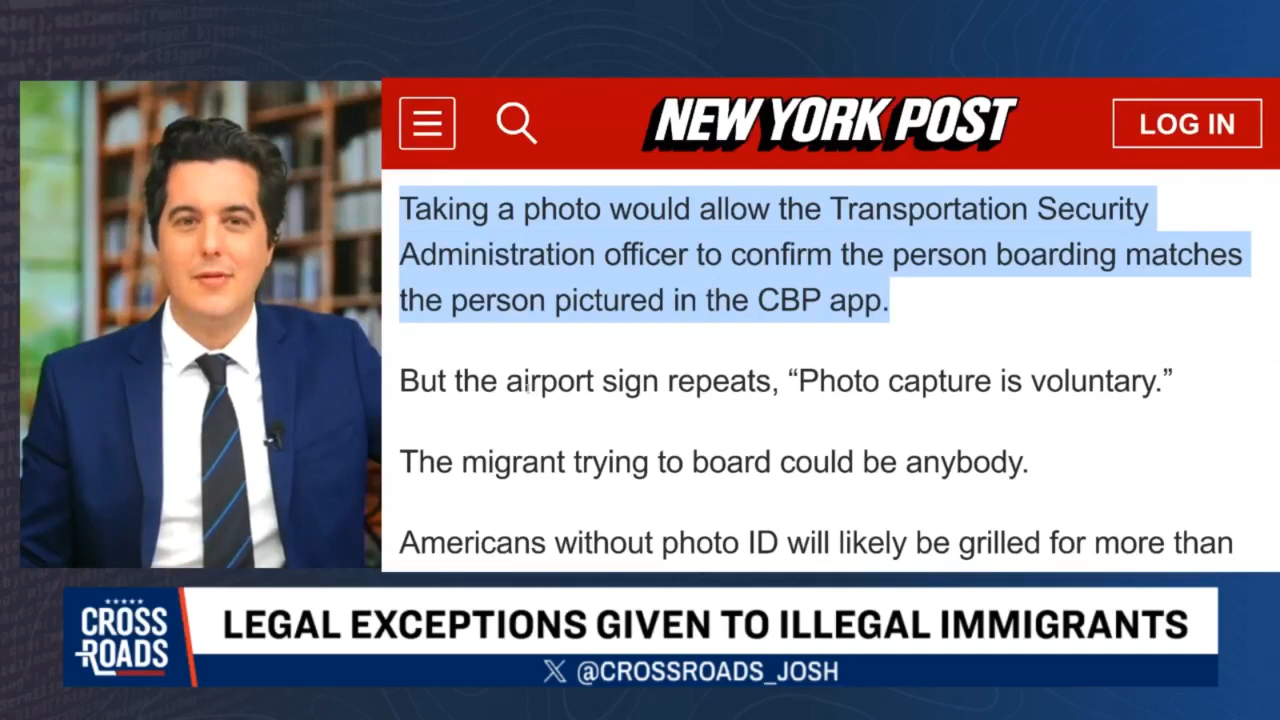 NEW YORK POST
LOG IN
Taking a photo would allow the Transportation Security
Administration officer to confirm the person boarding matches
the person pictured in the CBP app.
But the airport sign repeats, “Photo capture is voluntary.”
The migrant trying to board could be anybody.
Americans without photo ID will likely be grilled for more than
CROSS
ROADS
LEGAL EXCEPTIONS GIVEN TO ILLEGAL IMMIGRANTS
X @CROSSROADS_JOSH